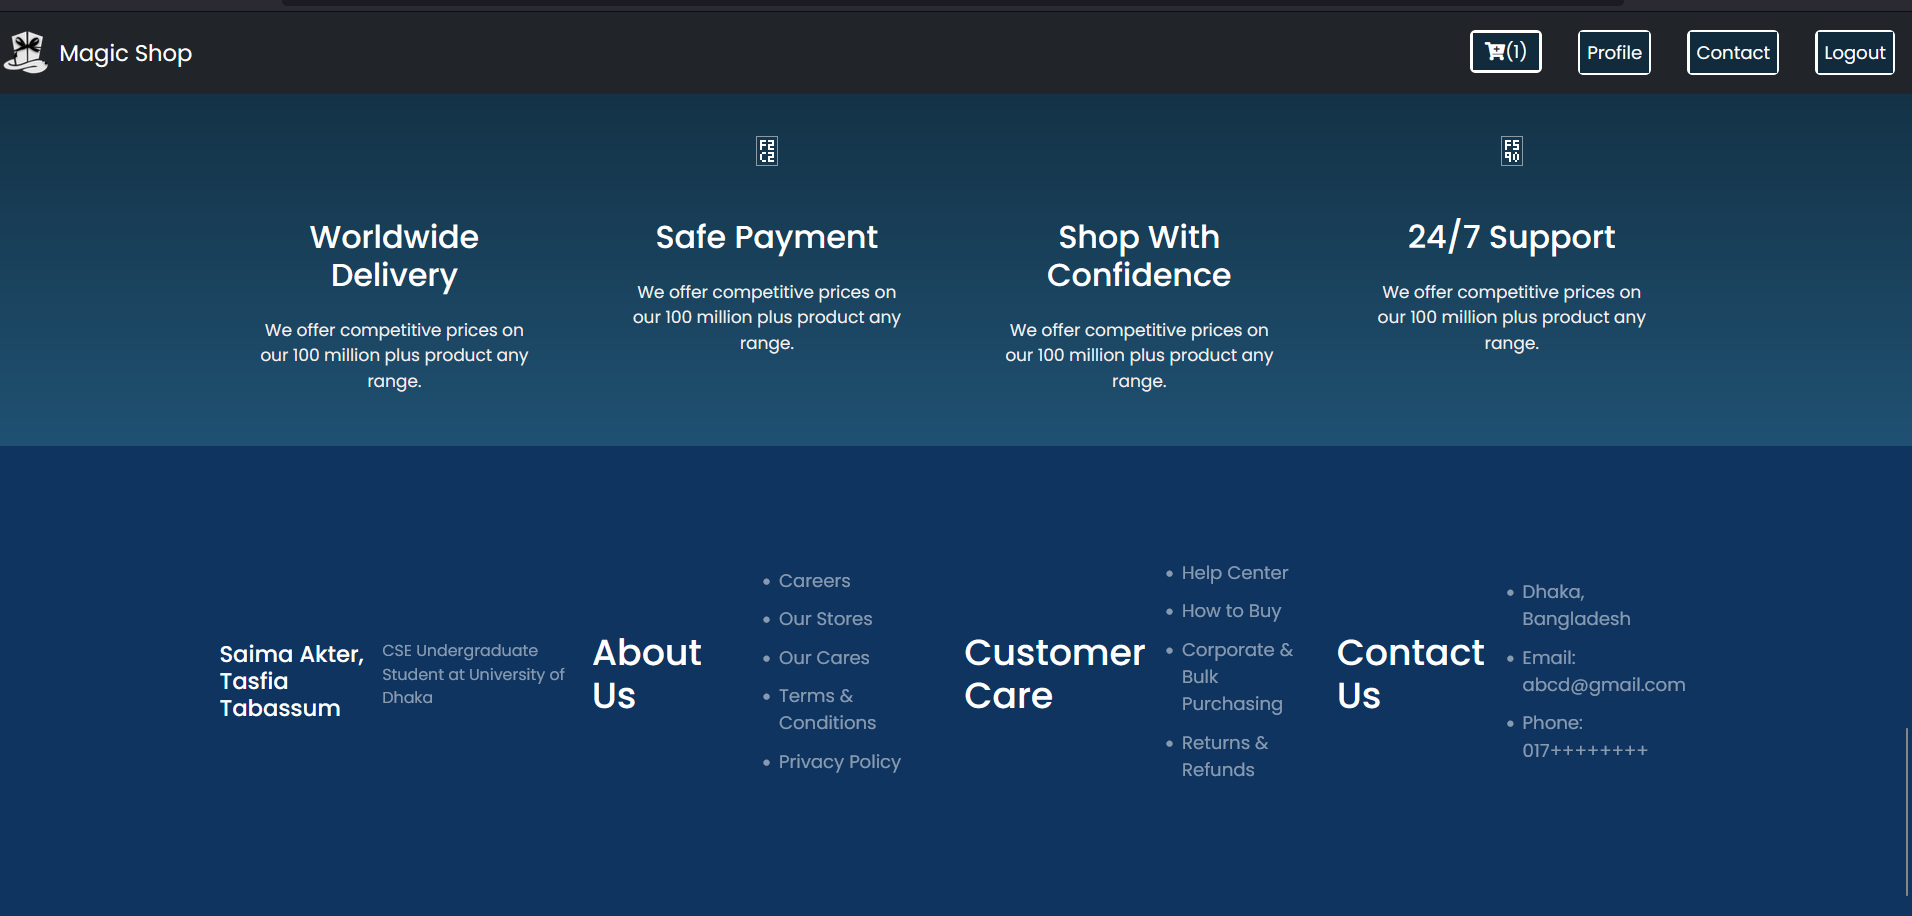 Magic Shop
(1)
Profile
Contact
Logout
F2
C2
F5
90
Worldwide
Delivery
We offer competitive prices on
our 100 million plus product any
range.
Safe Payment
We offer competitive prices on
our 100 million plus product any
range.
Shop With
Confidence
We offer competitive prices on
our 100 million plus product any
range.
24/7 Support
We offer competitive prices on
our 100 million plus product any
range.
Saima Akter,
Tasfia
Tabassum
CSE Undergraduate
Student at University of
Dhaka
About
Us
Careers
Our Stores
Our Cares
Terms &
Conditions
Privacy Policy
Customer
Care
Help Center
How to Buy
Corporate &
Bulk
Purchasing
Returns &
Refunds
Contact
Us
Dhaka,
Bangladesh
Email:
abcd@gmail.com
Phone:
017++++++++